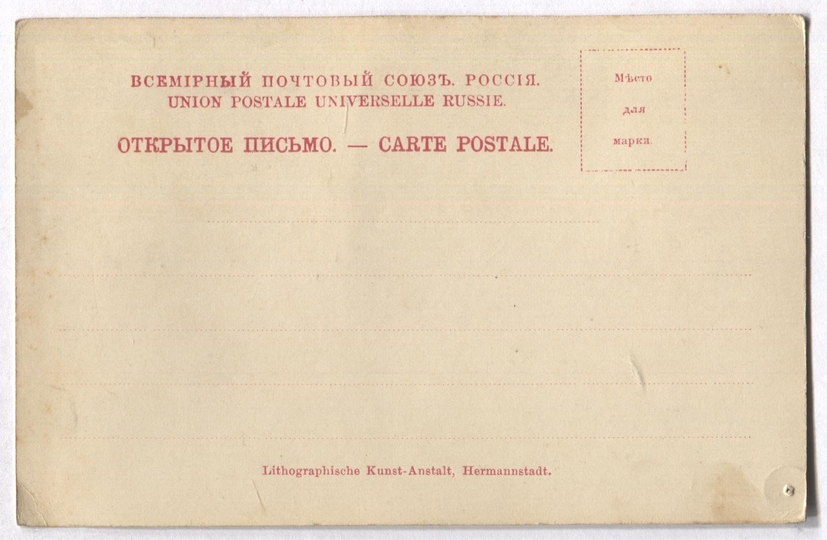 ВСЕМІРНЫЙ ПОЧТОВЫЙ СОЮЗЪ. РОССІЯ.
UNION POSTALE UNIVERSELLE RUSSIE.
ОТКРЫТОЕ ПИСЬМО. — CARTE POSTALE.
Мѣсто
для
марки.
Lithographische Kunst-Anstalt, Hermannstadt.